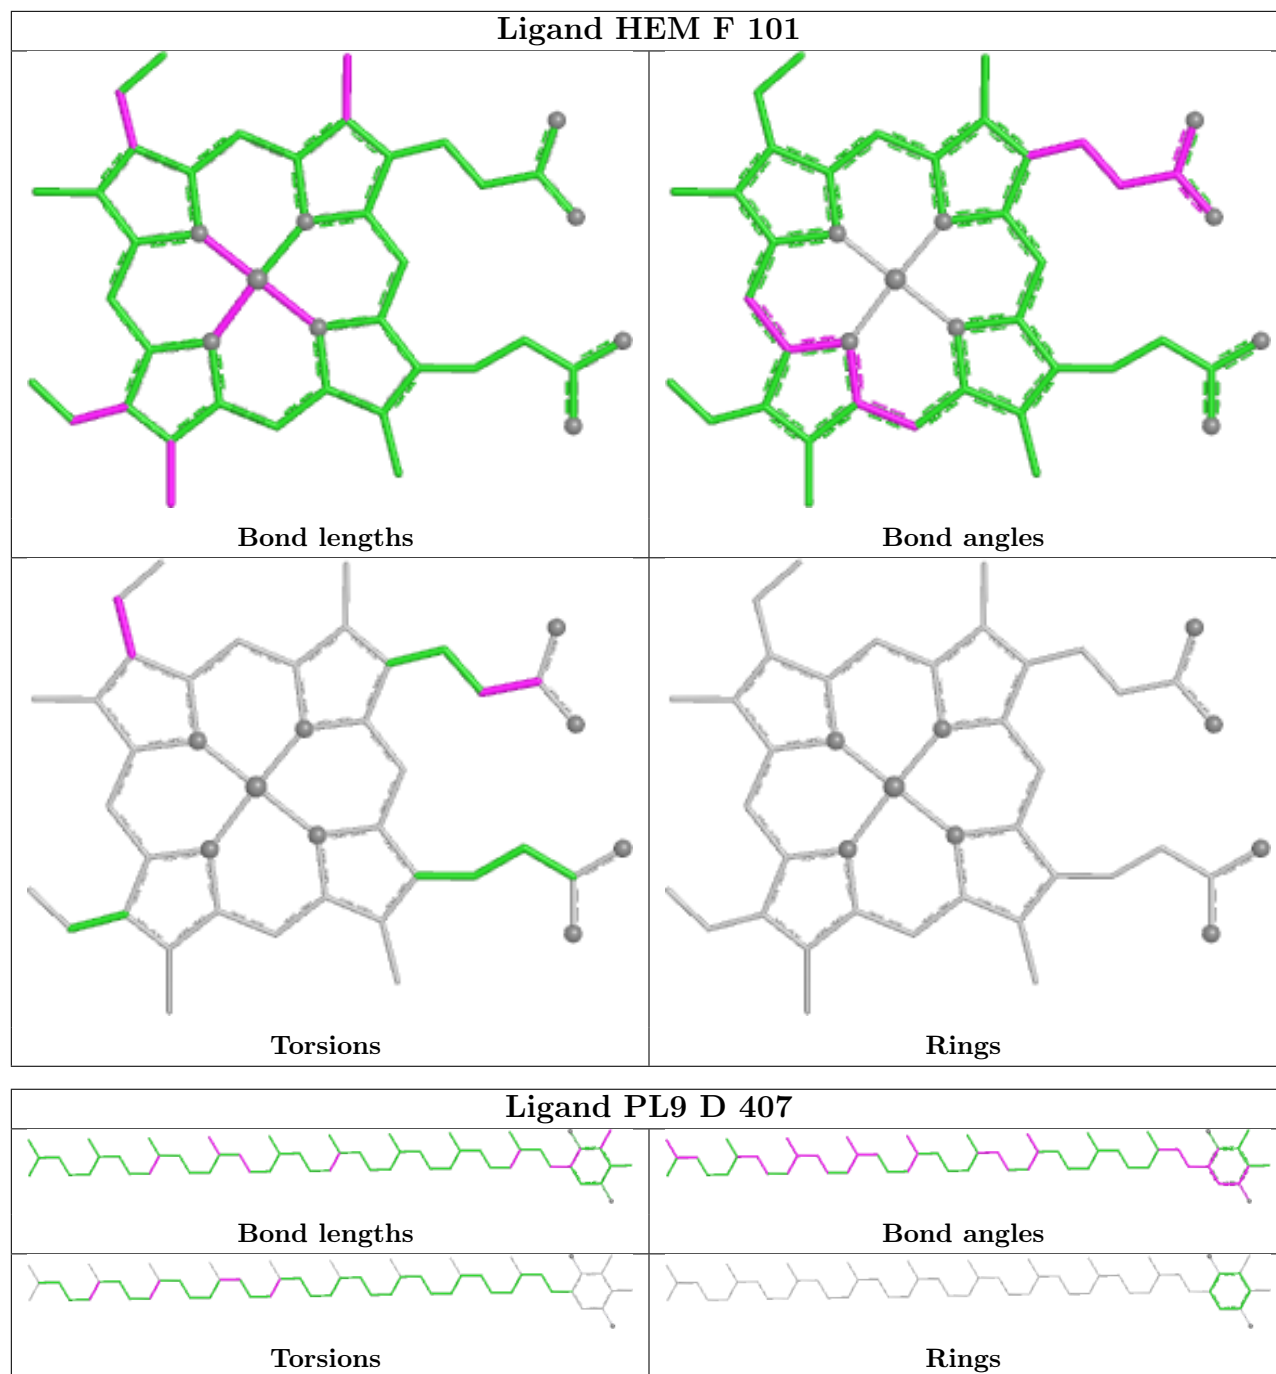 Ligand HEM F 101
Bond lengths
Bond angles
Torsions
Rings
Ligand PL9 D 407
Bond lengths
Bond angles
Torsions
Rings